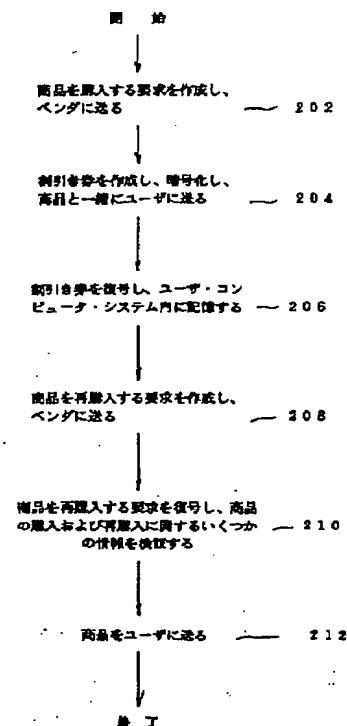 開 始
商品を購入する要求を作成し、
ベンダに送る 202
割引き券を作成し、暗号化し、
商品と一緒にユーザに送る 204
割引き券を復号し、ユーザ・コン
ピュータ・システム内に記憶する 206
商品を再購入する要求を作成し、
ベンダに送る 208
商品を再購入する要求を復号し、商品
の購入および再購入に関するいくつか 210
の情報を検証する
商品をユーザに送る 212
終 了